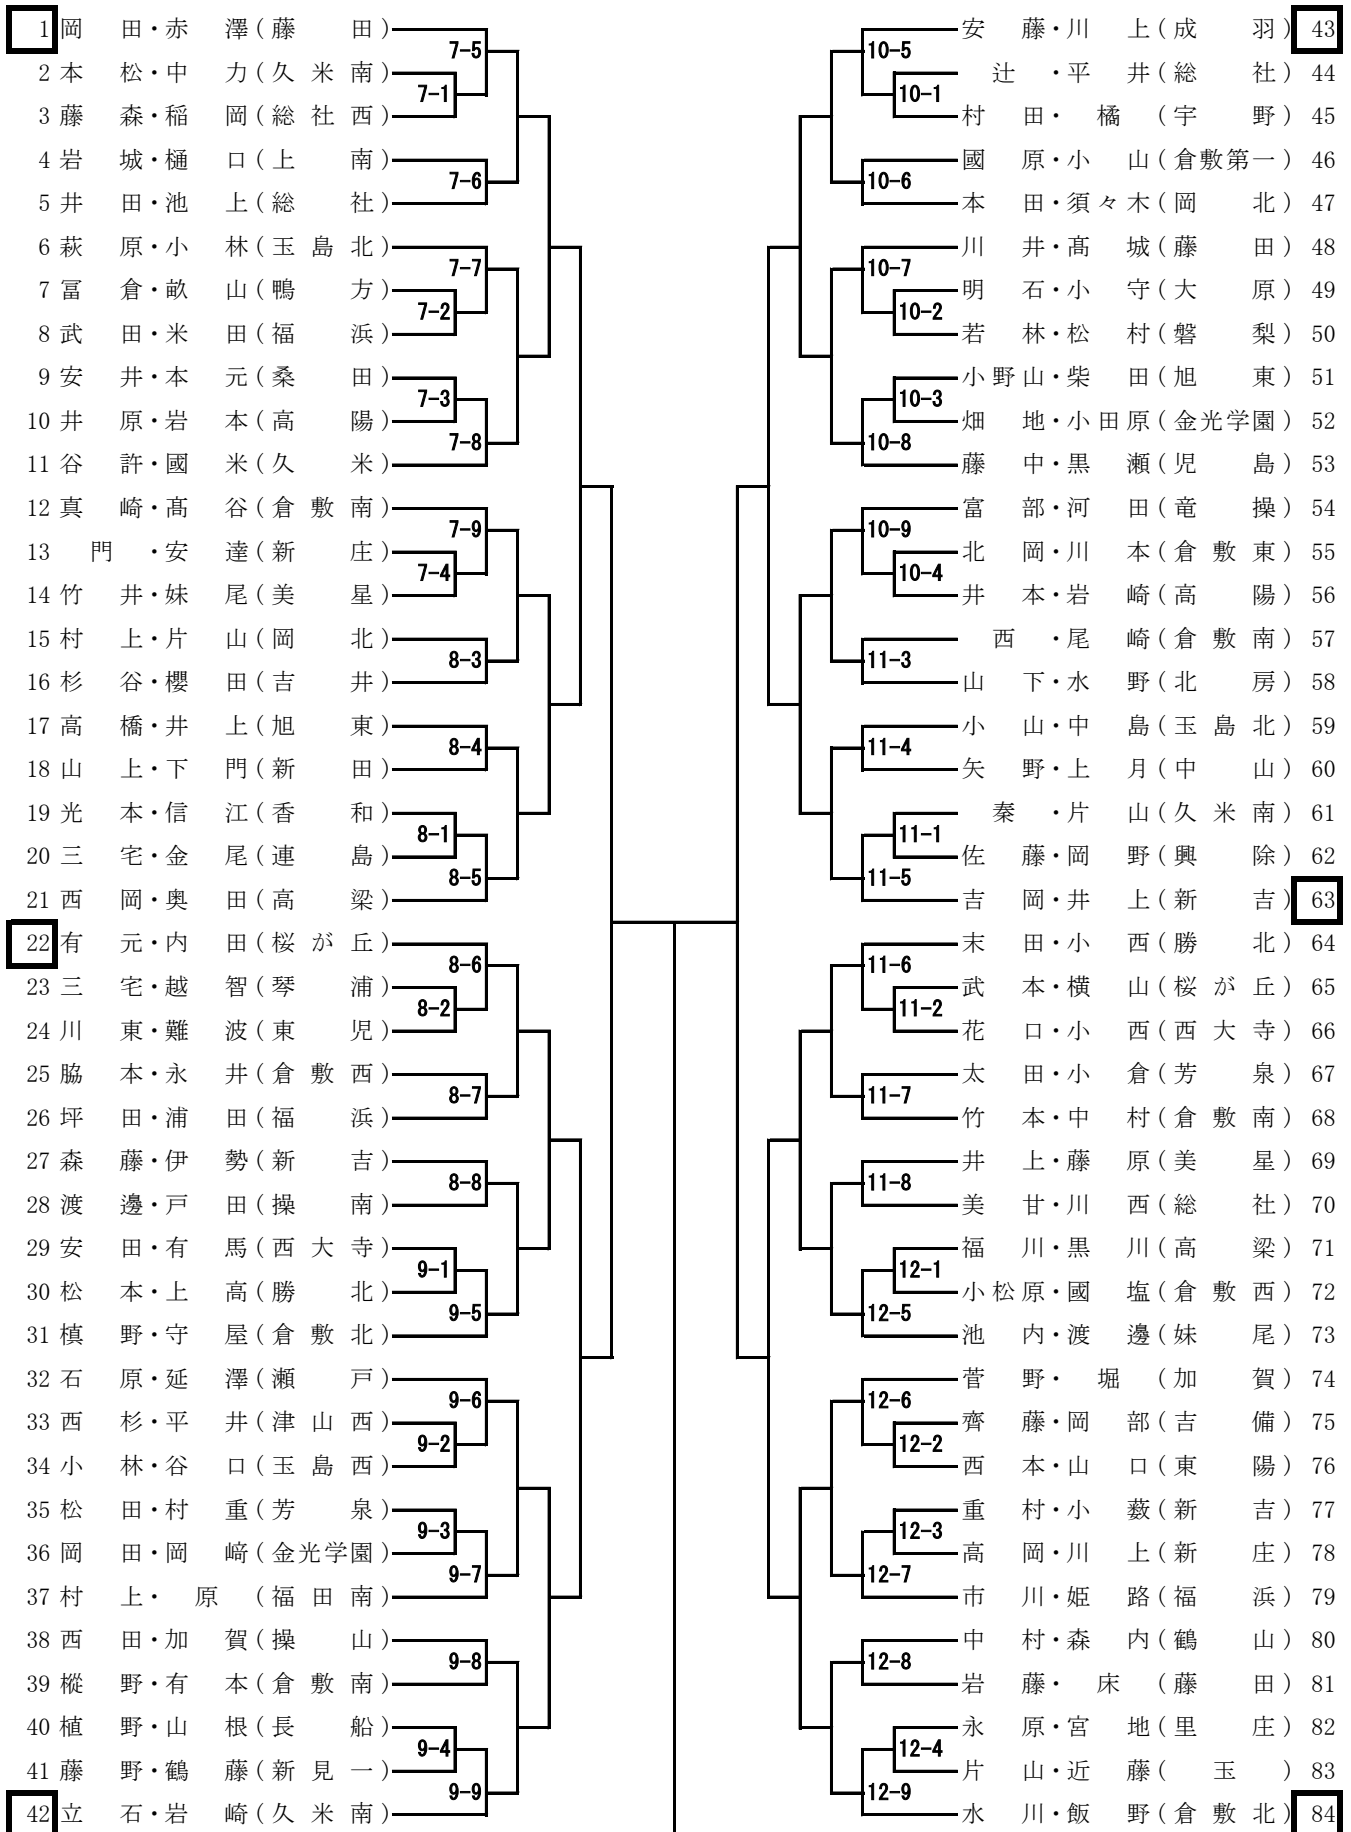 1 岡田・赤澤(藤田)
7-5
2 本松・中力(久米南)
7-1
3 藤森・稲岡(総社西)
4 岩城・樋口(上南)
7-6
5 井田・池上(総社)
6 萩原・小林(玉島北)
7-7
7 冨倉・畝山(鴨方)
7-2
8 武田・米田(福浜)
9 安井・本元(桑田)
7-3
10 井原・岩本(高陽)
7-8
11 谷許・國米(久米)
12 真崎・髙谷(倉敷南)
7-9
13 門・安達(新庄)
7-4
14 竹井・妹尾(美星)
15 村上・片山(岡北)
8-3
16 杉谷・櫻田(吉井)
17 高橋・井上(旭東)
8-4
18 山上・下門(新田)
19 光本・信江(香和)
8-1
20 三宅・金尾(連島)
8-5
21 西岡・奥田(高梁)
22 有元・内田(桜が丘)
8-6
23 三宅・越智(琴浦)
8-2
24 川東・難波(東児)
25 脇本・永井(倉敷西)
8-7
26 坪田・浦田(福浜)
27 森藤・伊勢(新吉)
8-8
28 渡邊・戸田(操南)
29 安田・有馬(西大寺)
9-1
30 松本・上高(勝北)
9-5
31 槙野・守屋(倉敷北)
32 石原・延澤(瀬戸)
9-6
33 西杉・平井(津山西)
9-2
34 小林・谷口(玉島西)
35 松田・村重(芳泉)
9-3
36 岡田・岡﨑(金光学園)
9-7
37 村上・原(福田南)
38 西田・加賀(操山)
9-8
39 樅野・有本(倉敷南)
40 植野・山根(長船)
9-4
41 藤野・鶴藤(新見一)
9-9
42 立石・岩崎(久米南)
安藤・川上(成羽) 43
10-5
辻・平井(総社) 44
10-1
村田・橘(宇野) 45
國原・小山(倉敷第一) 46
10-6
本田・須々木(岡北) 47
川井・髙城(藤田) 48
10-7
明石・小守(大原) 49
10-2
若林・松村(磐梨) 50
小野山・柴田(旭東) 51
10-3
畑地・小田原(金光学園) 52
10-8
藤中・黒瀬(児島) 53
富部・河田(竜操) 54
10-9
北岡・川本(倉敷東) 55
10-4
井本・岩崎(高陽) 56
西・尾崎(倉敷南) 57
11-3
山下・水野(北房) 58
小山・中島(玉島北) 59
11-4
矢野・上月(中山) 60
秦・片山(久米南) 61
11-1
佐藤・岡野(興除) 62
11-5
吉岡・井上(新吉) 63
末田・小西(勝北) 64
11-6
武本・横山(桜が丘) 65
11-2
花口・小西(西大寺) 66
太田・小倉(芳泉) 67
11-7
竹本・中村(倉敷南) 68
井上・藤原(美星) 69
11-8
美甘・川西(総社) 70
福川・黒川(高梁) 71
12-1
小松原・國塩(倉敷西) 72
12-5
池内・渡邊(妹尾) 73
菅野・堀(加賀) 74
12-6
齊藤・岡部(吉備) 75
12-2
西本・山口(東陽) 76
重村・小薮(新吉) 77
12-3
高岡・川上(新庄) 78
12-7
市川・姫路(福浜) 79
中村・森内(鶴山) 80
12-8
岩藤・床(藤田) 81
永原・宮地(里庄) 82
12-4
片山・近藤(玉) 83
12-9
水川・飯野(倉敷北) 84